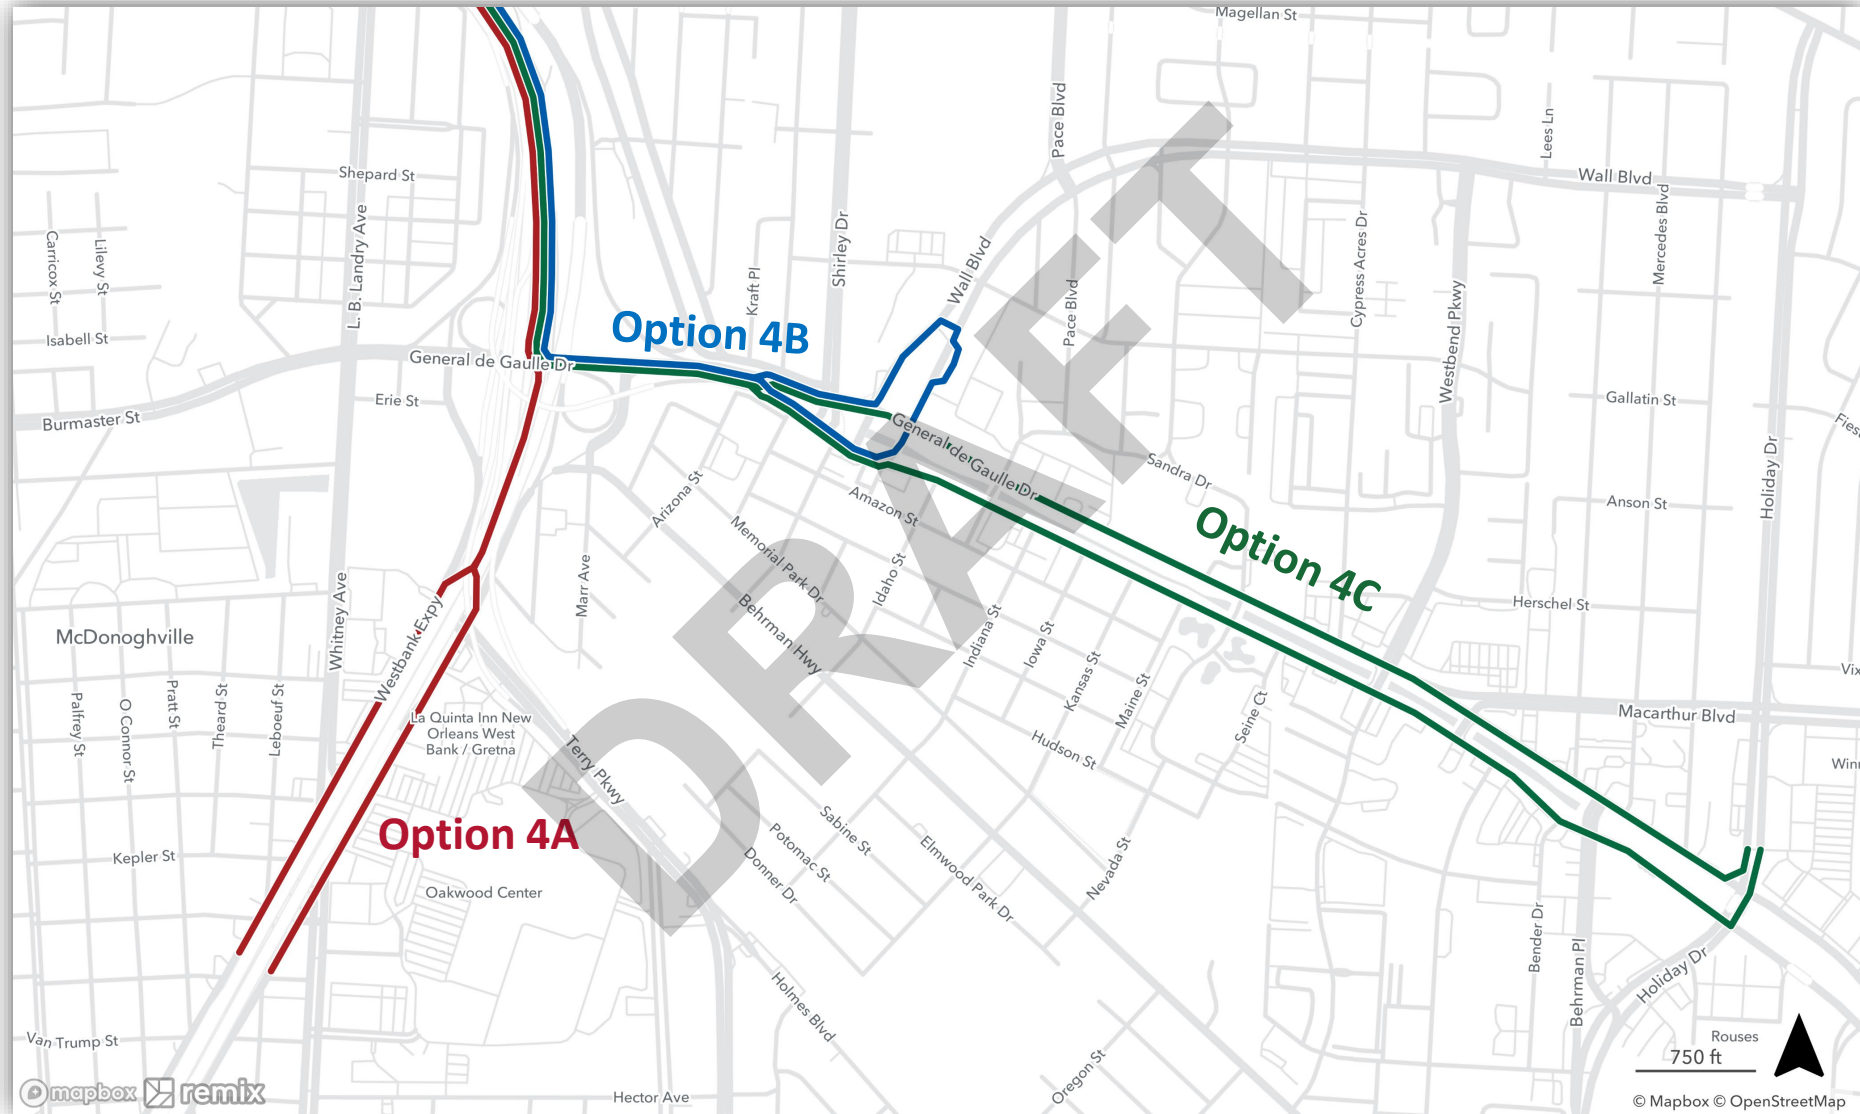 Magellan St
Pace Blvd
Lees Ln
Shepard St
Wall Blvd
Mercedes Blvd
L. B. Landry Ave
Carricox St
Lilevy St
Shirley Dr
Wall Blvd
Cypress Acres Dr
Kraft Pl
Pace Blvd
Westbend Pkwy
Isabell St
Option 4B
General de Gaulle Dr
Erie St
Burmaster St
Gallatin St
General de Gaulle Dr
Sandra Dr
Holiday Dr
Arizona St
Amazon St
Anson St
Option 4C
Memorial Park Dr
Idaho St
Marr Ave
Behrman Hwy
Herschel St
Whitney Ave
McDonoghville
Westbank Expy
Indiana St
Iowa St
Kansas St
Maine St
Seine Ct
Palfrey St
O Connor St
Pratt St
Theard St
Leboeuf St
La Quinta Inn New
Orleans West
Bank / Gretna
Macarthur Blvd
Hudson St
Terry Pkwy
DRAFT
Option 4A
Sabine St
Potomac St
Donner Dr
Elmwood Park Dr
Nevada St
Kepler St
Oakwood Center
Bender Dr
Behrman Pl
Holiday Dr
Holmes Blvd
Van Trump St
Oregon St
Rouses
750 ft
mapbox remix
Hector Ave
© Mapbox © OpenStreetMap